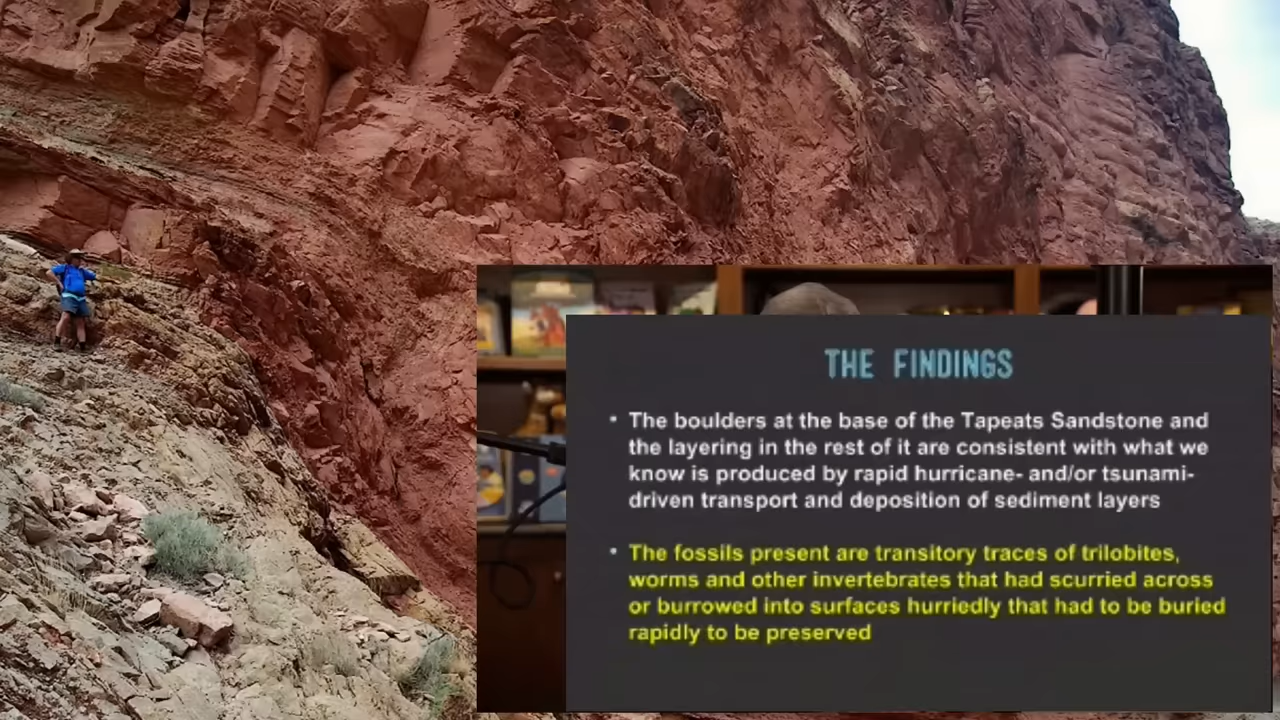 THE FINDINGS
• The boulders at the base of the Tapeats Sandstone and
the layering in the rest of it are consistent with what we
know is produced by rapid hurricane- and/or tsunami-
driven transport and deposition of sediment layers
• The fossils present are transitory traces of trilobites,
worms and other invertebrates that had scurried across
or burrowed into surfaces hurriedly that had to be buried
rapidly to be preserved